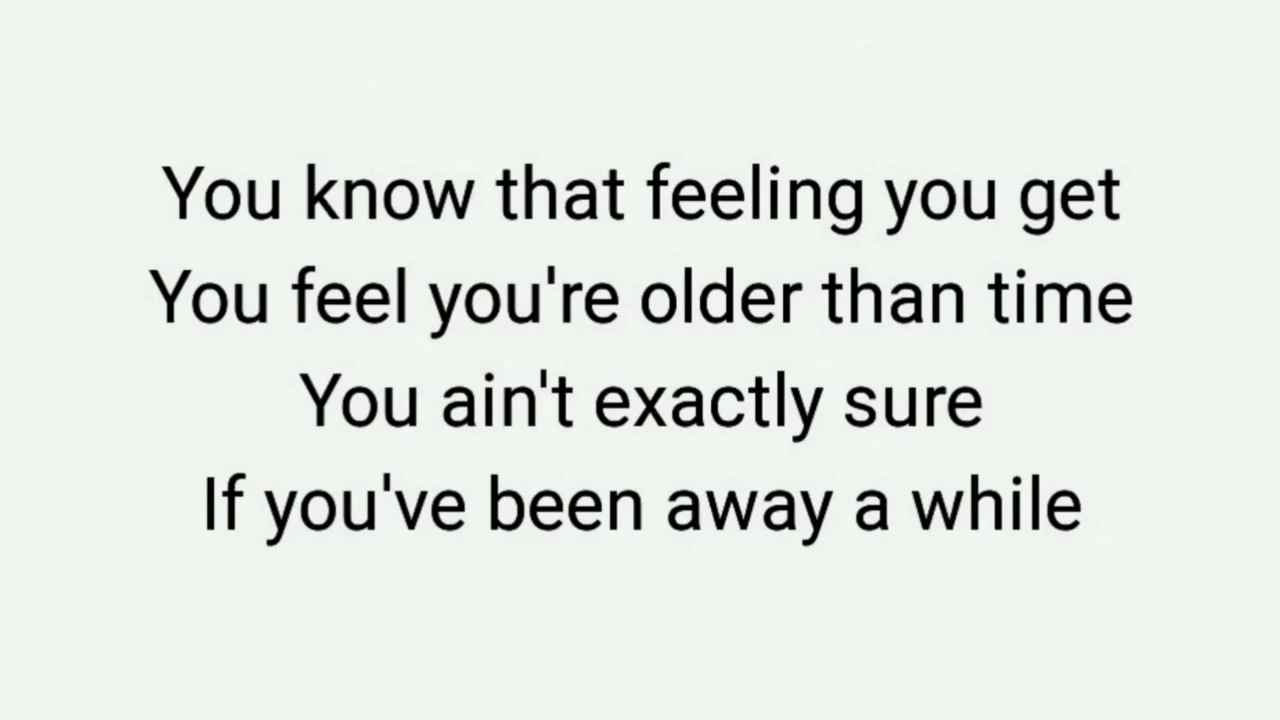 You know that feeling you get
You feel you're older than time
You ain't exactly sure
If you've been away a while